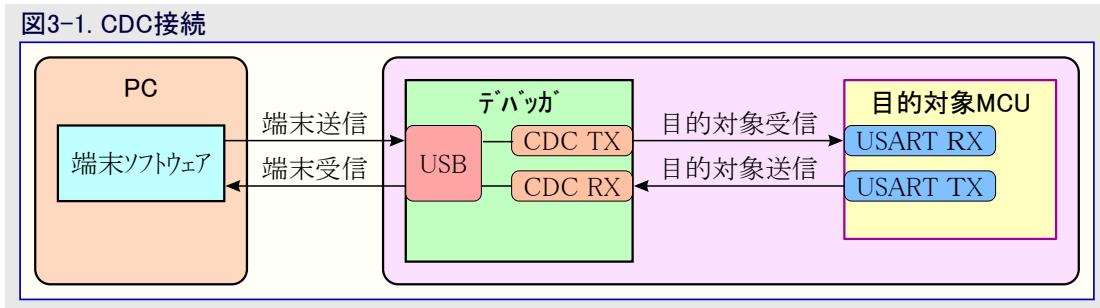 図3-1. CDC接続
PC
デバッガ
目的対象MCU
端末ソフトウェア
端末送信
端末受信
USB
CDC TX
CDC RX
目的対象受信
目的対象送信
USART RX
USART TX